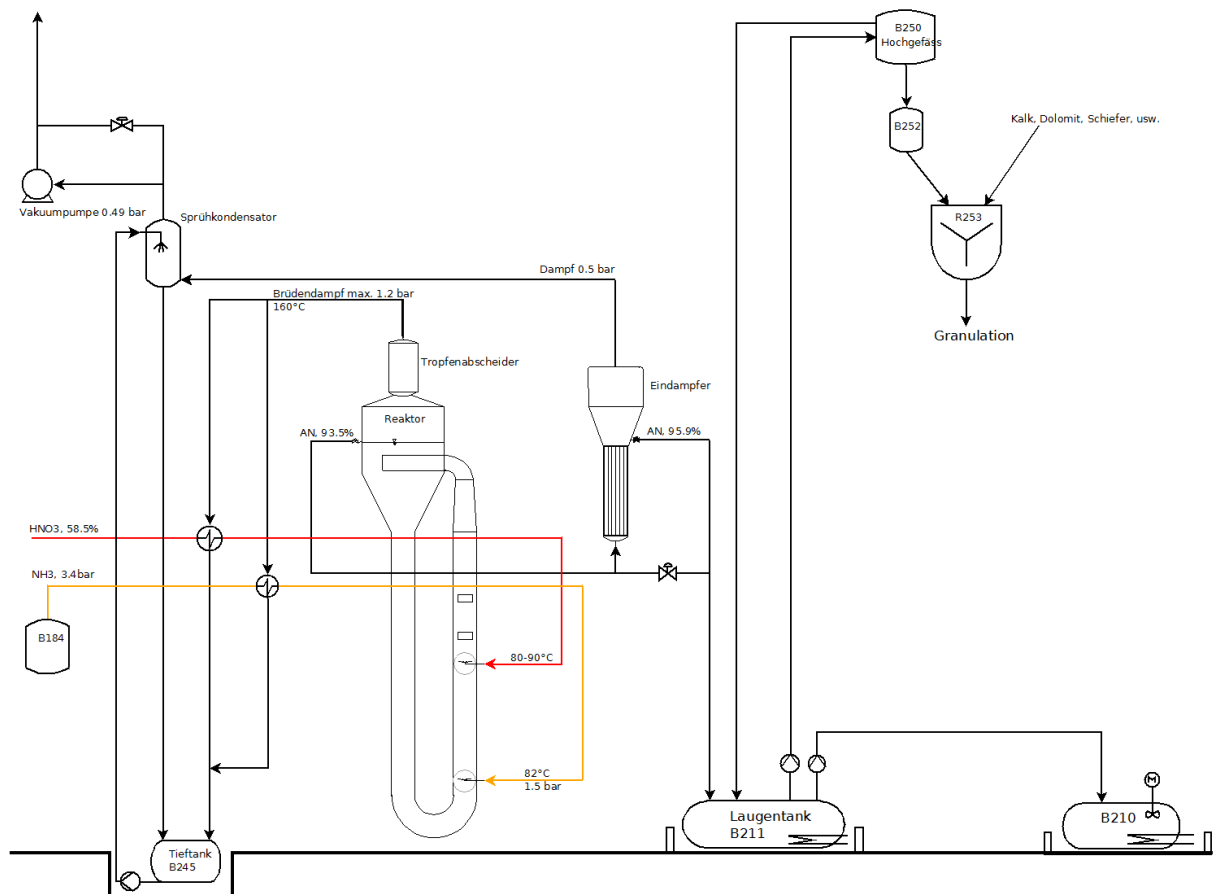 B250
Hochgefäss
B252
Kalk, Dolomit, Schiefer, usw.
R253
Granulation
Vakuumpumpe 0.49 bar
Sprühkondensator
Dampf 0.5 bar
Brüdendampf max. 1.2 bar
160°C
Tropfenabscheider
Eindampfer
Reaktor
AN, 93.5%
AN, 95.9%
HNO3, 58.5%
NH3, 3.4bar
B184
80-90°C
82°C
1.5 bar
M
Laugentank
B211
B210
Tieftank
B245